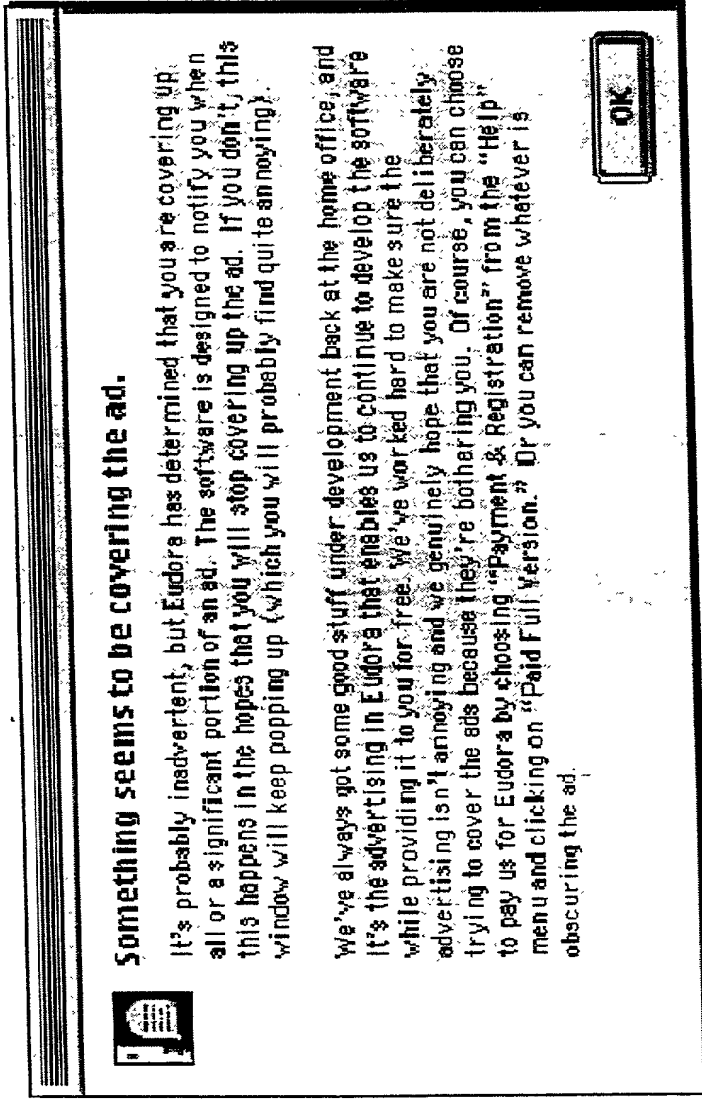 Something seems to be covering the ad.
It's probably inadvertent, but Eudora has determined that you are covering up
all or a significant portion of an ad. The software is designed to notify you when
this happens in the hopes that you will stop covering up the ad. If you don't, this
window will keep popping up (which you will probably find quite annoying).
We've always got some good stuff under development back at the home office, and
it's the advertising in Eudora that enables us to continue to develop the software
while providing it to you for free. We've worked hard to make sure the
advertising isn't annoying and we genuinely hope that you are not deliberately
trying to cover the ads because they're bothering you. Of course, you can choose
to pay us for Eudora by choosing "Payment & Registration" from the "Help"
menu and clicking on "Paid Full Version." Or you can remove whatever is
obscuring the ad.
OK